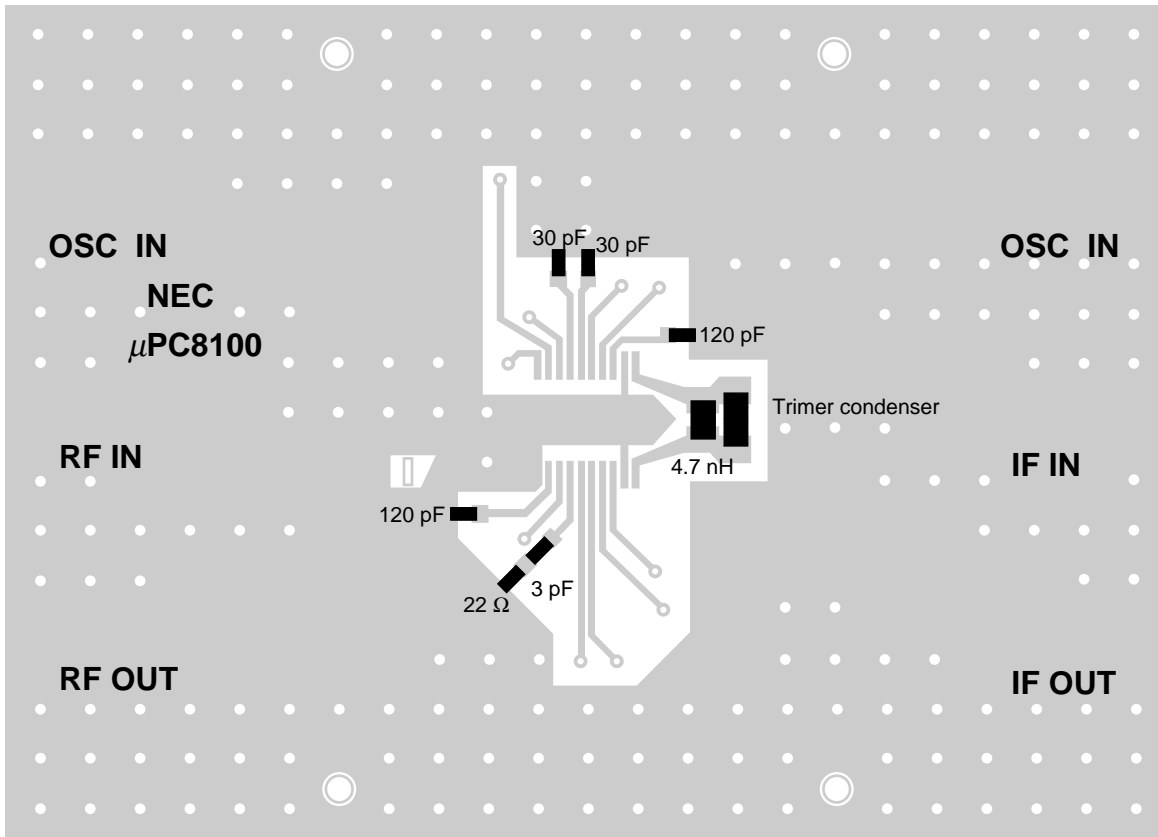 30 pF
30 pF
OSC IN
OSC IN
NEC
μPC8100
120 pF
Trimer condenser
RF IN
4.7 nH
IF IN
120 pF
3 pF
22 Ω
RF OUT
IF OUT